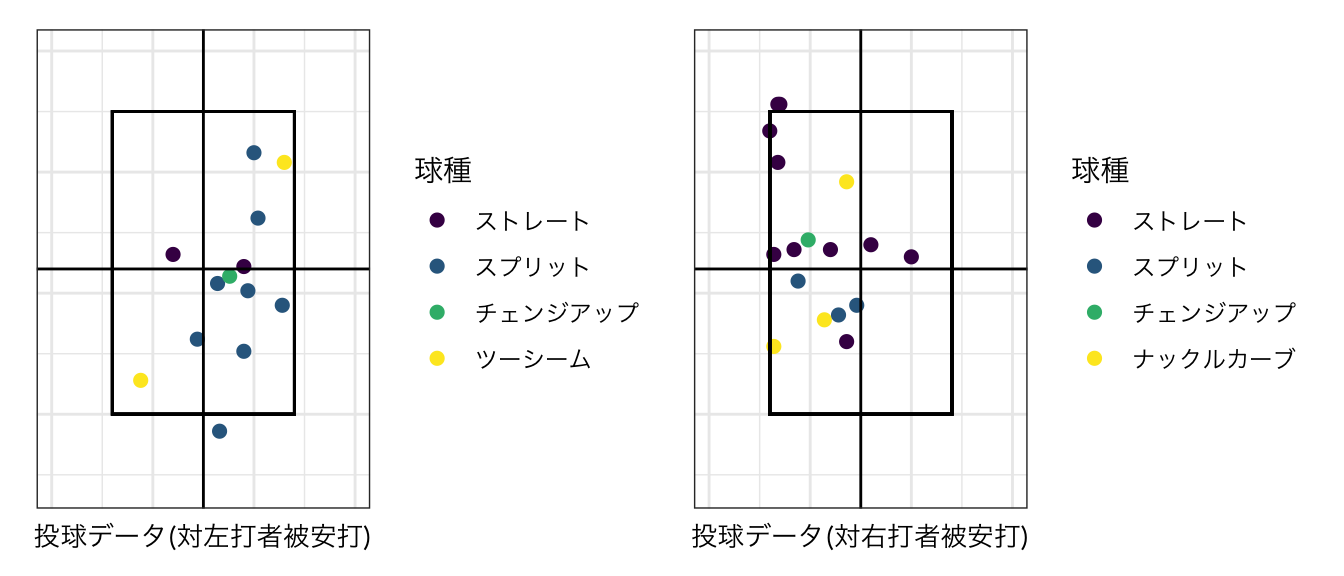 球種
ストレート
スプリット
チェンジアップ
ツーシーム
投球データ(対左打者被安打)
球種
ストレート
スプリット
チェンジアップ
ナックルカーブ
投球データ(対右打者被安打)